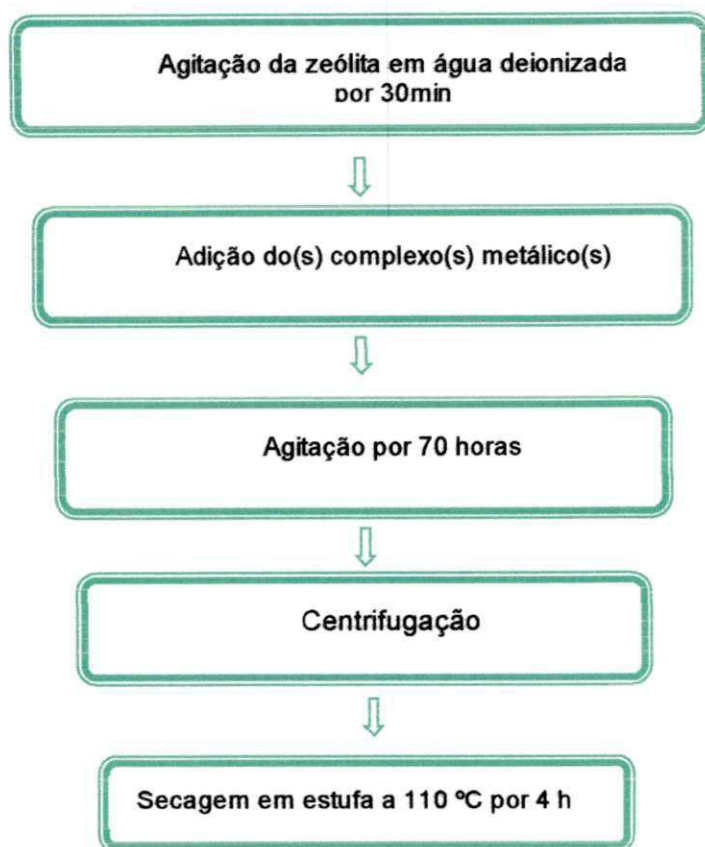 Agitação da zeólita em água deionizada
por 30min
Adição do(s) complexo(s) metálico(s)
Agitação por 70 horas
Centrifugação
Secagem em estufa a 110 ºC por 4 h